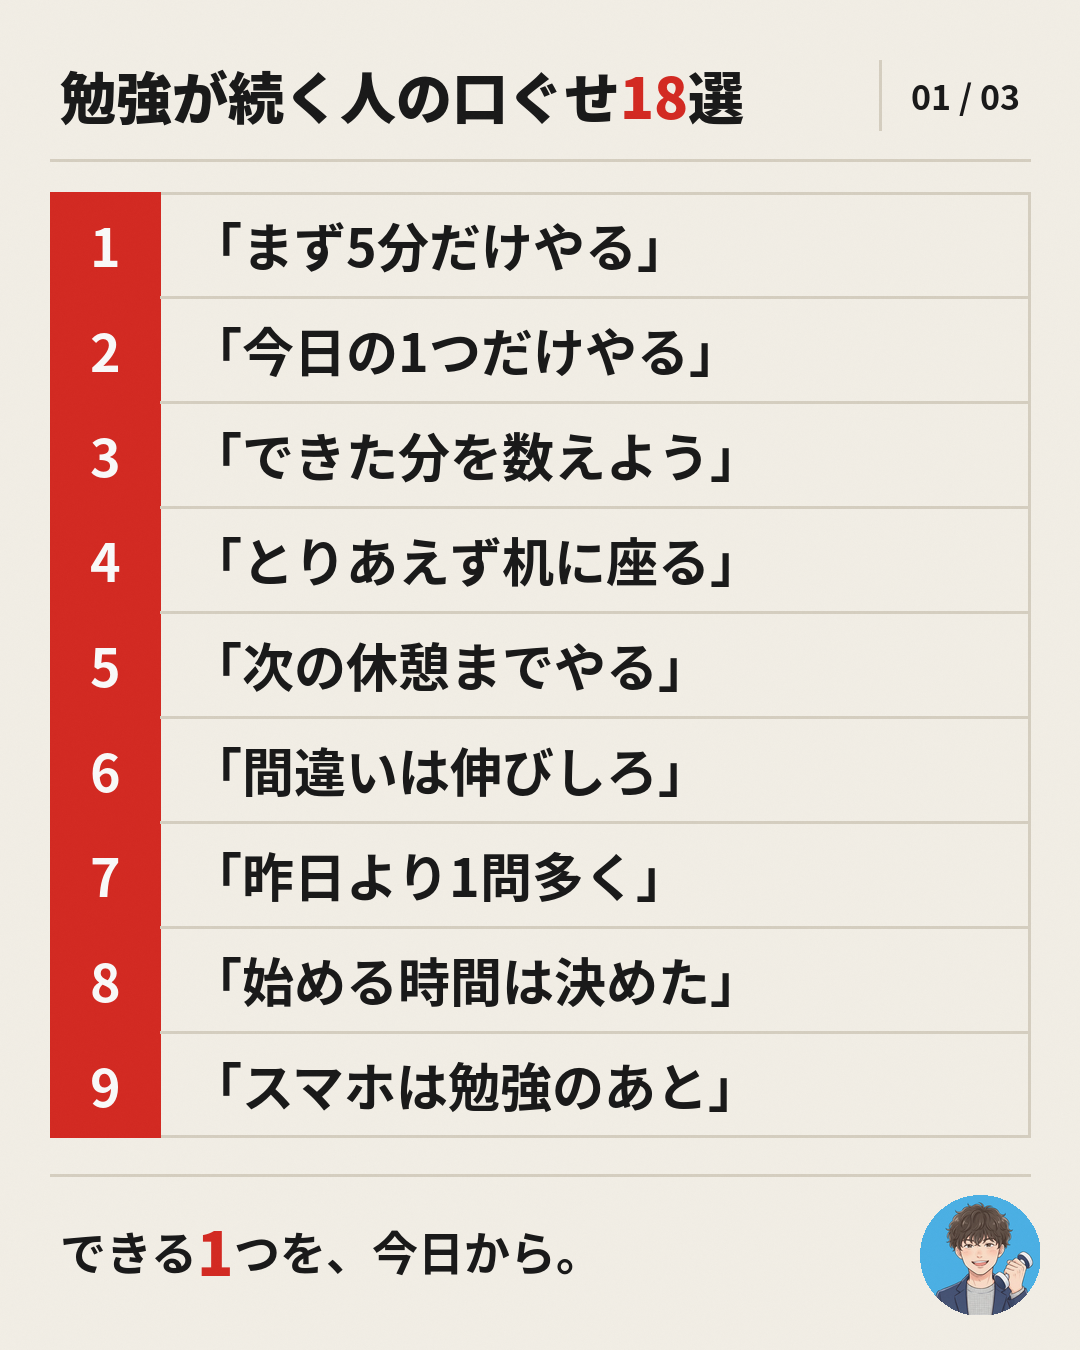 勉強が続く人の口ぐせ18選
01 / 03
1 「まず5分だけやる」
2 「今日の1つだけやる」
3 「できた分を数えよう」
4 「とりあえず机に座る」
5 「次の休憩までやる」
6 「間違いは伸びしろ」
7 「昨日より1問多く」
8 「始める時間は決めた」
9 「スマホは勉強のあと」
できる1つを、今日から。